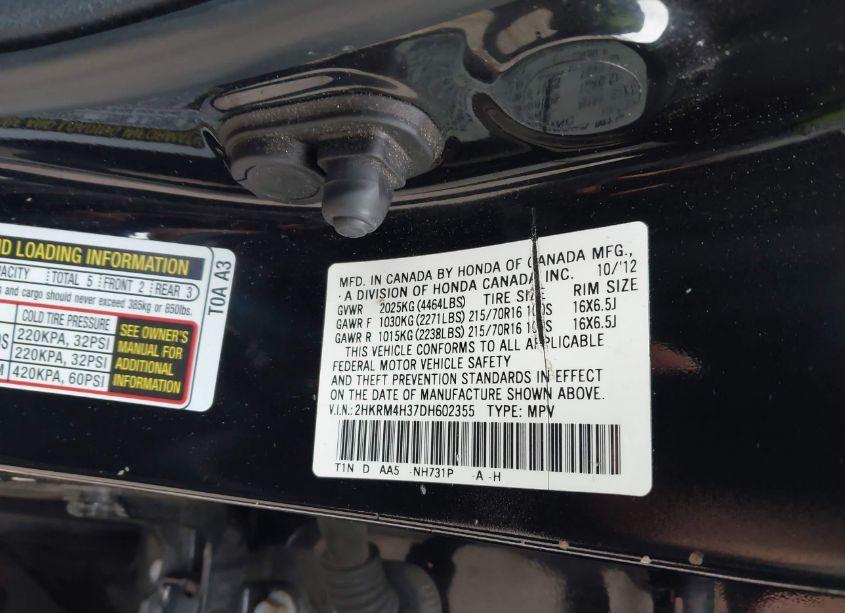 ND LOADING INFORMATION
PACITY TOTAL 5 FRONT 2 REAR 3
s and cargo should never exceed 385kg or 850lbs.
COLD TIRE PRESSURE
220KPA, 32PSI
220KPA, 32PSI
420KPA, 60PSI
SEE OWNER'S
MANUAL FOR
ADDITIONAL
INFORMATION
T0A A3
MFD. IN CANADA BY HONDA OF CANADA MFG.,
A DIVISION OF HONDA CANADA INC. 10/'12
GVWR 2025KG (4464LBS) TIRE SIZE RIM SIZE
GAWR F 1030KG (2271LBS) 215/70R16 100S 16X6.5J
GAWR R 1015KG (2238LBS) 215/70R16 100S 16X6.5J
THIS VEHICLE CONFORMS TO ALL APPLICABLE
FEDERAL MOTOR VEHICLE SAFETY
AND THEFT PREVENTION STANDARDS IN EFFECT
ON THE DATE OF MANUFACTURE SHOWN ABOVE.
V.I.N.: 2HKRM4H37DH602355 TYPE: MPV
T1N D AA5 -NH731P -A -H